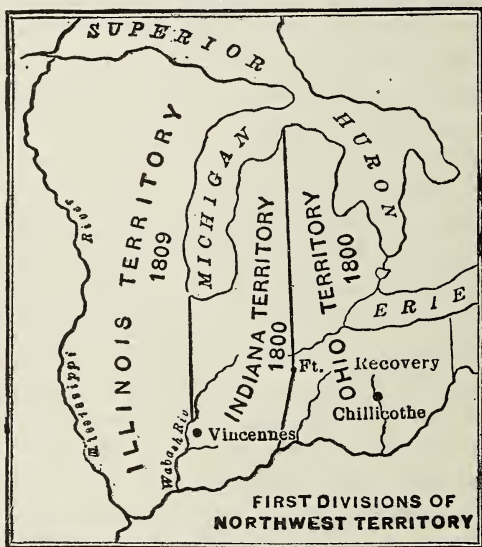 SUPERIOR
HURON
MICHIGAN
ILLINOIS TERRITORY
1809
River
Mississippi
INDIANA TERRITORY
1800
OHIO TERRITORY
1800
ERIE
Ft. Recovery
Chillicothe
Vincennes
Wabash Riv
FIRST DIVISIONS OF
NORTHWEST TERRITORY